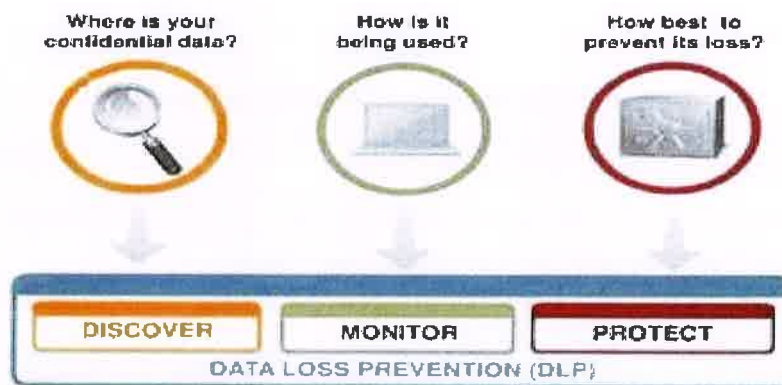 Where is your
confidential data?
How is it
being used?
How best to
prevent its loss?
DISCOVER
MONITOR
PROTECT
DATA LOSS PREVENTION (DLP)